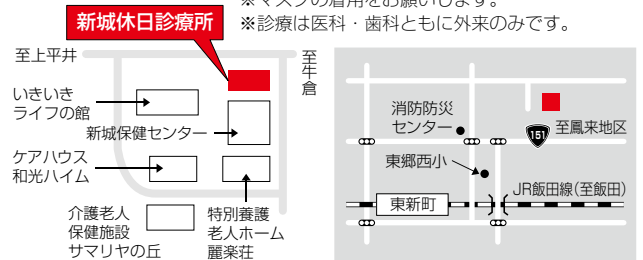 ※マスクの着用をお願いします。
※診療は医科・歯科ともに外来のみです。
新城休日診療所
至上平井
至牛倉
いきいき
ライフの館
新城保健センター
ケアハウス
和光ハイム
介護老人
保健施設
サマリヤの丘
特別養護
老人ホーム
麗楽荘
消防防災
センター
151
至鳳来地区
東郷西小
JR飯田線(至飯田)
東新町